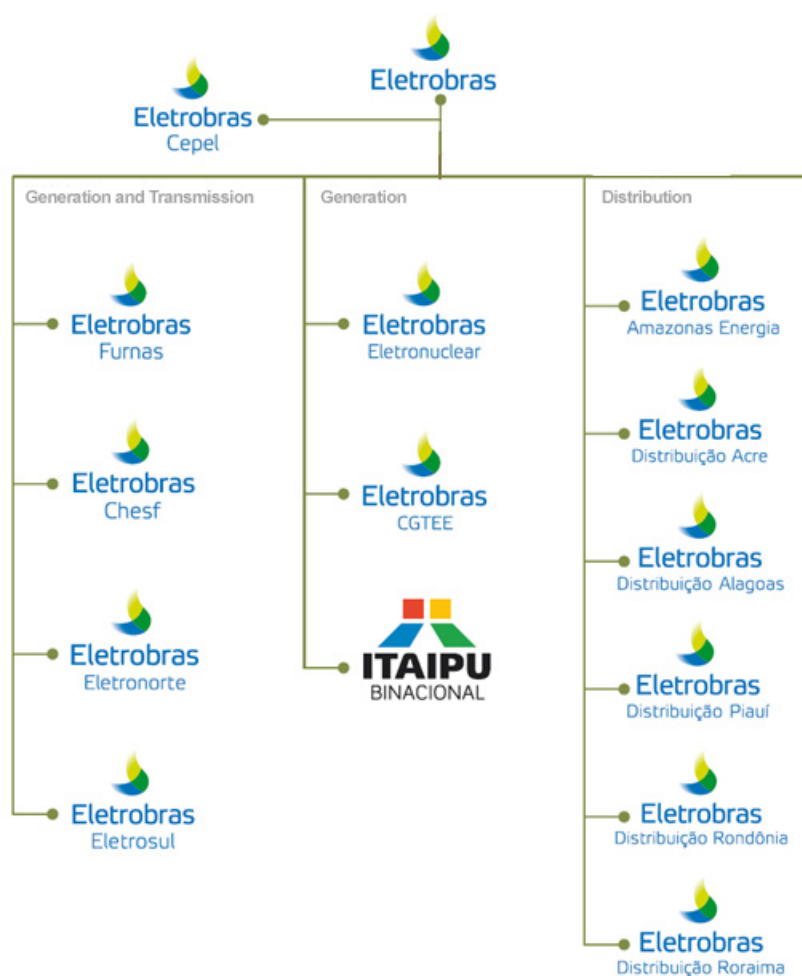 Eletrobras
Eletrobras
Cepel
Generation and Transmission
Eletrobras
Furnas
Eletrobras
Chesf
Eletrobras
Eletronorte
Eletrobras
Eletrosul
Generation
Eletrobras
Eletronuclear
Eletrobras
CGTEE
ITAIPU
BINACIONAL
Distribution
Eletrobras
Amazonas Energia
Eletrobras
Distribuição Acre
Eletrobras
Distribuição Alagoas
Eletrobras
Distribuição Piauí
Eletrobras
Distribuição Rondônia
Eletrobras
Distribuição Roraima